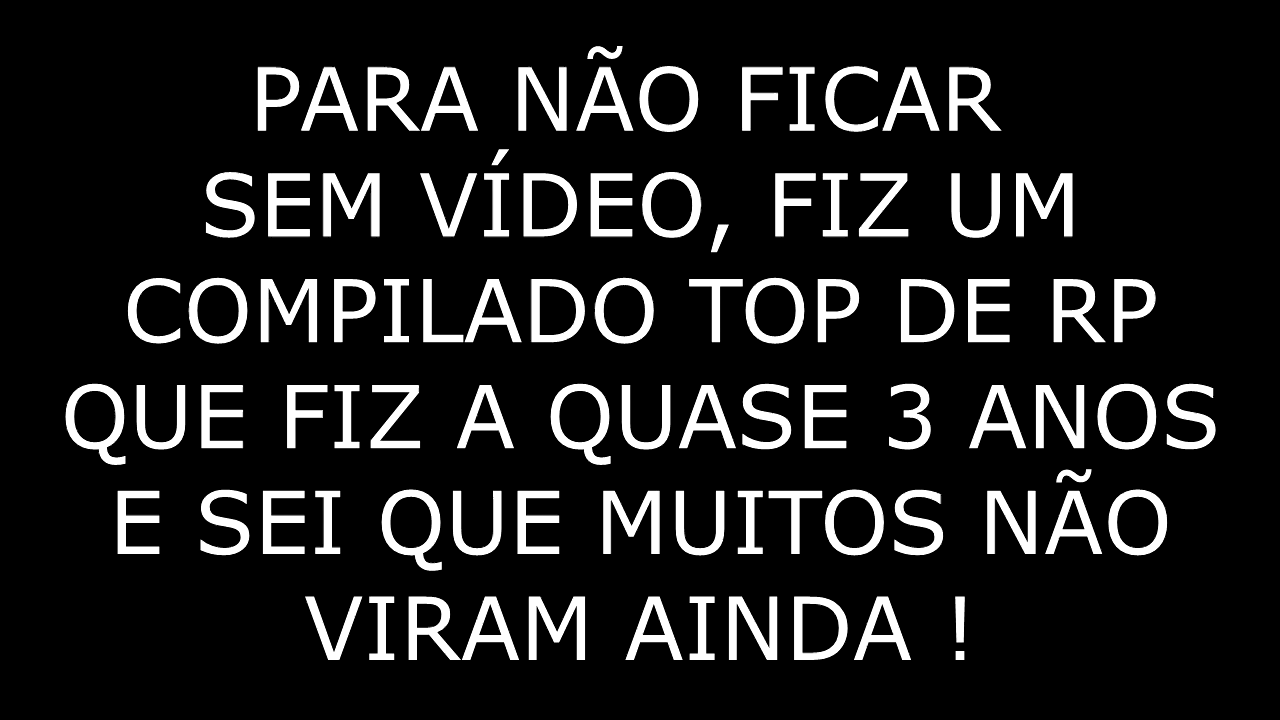 PARA NÃO FICAR
SEM VÍDEO, FIZ UM
COMPILADO TOP DE RP
QUE FIZ A QUASE 3 ANOS
E SEI QUE MUITOS NÃO
VIRAM AINDA !